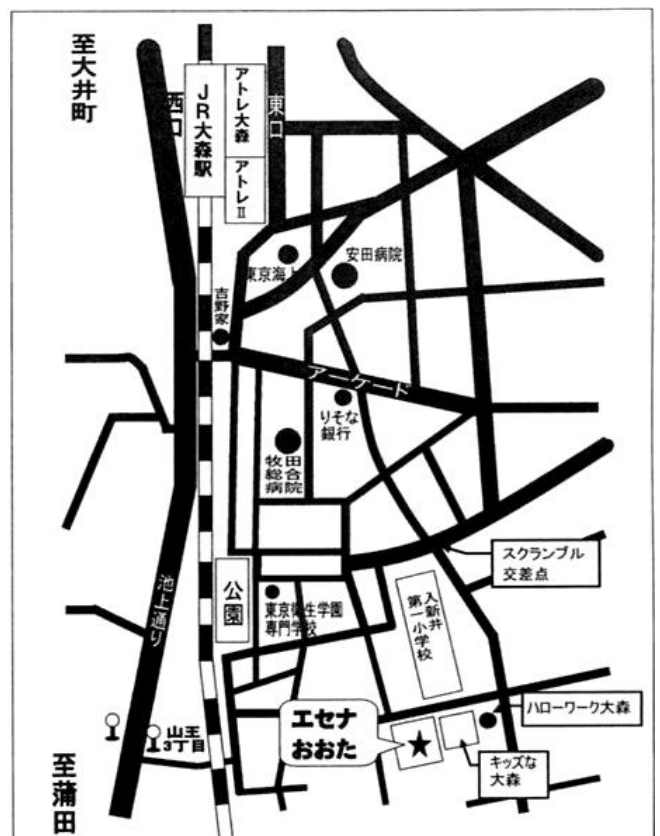 至大井町
西口
JR大森駅
アトレ大森
アトレⅡ
東口
安田病院
東京海上
吉野家
アーケード
りそな
銀行
牧田
総合
病院
スクランブル
交差点
公園
東京衛生学園
専門学校
入新井
第一小学校
池上通り
ハローワーク大森
エセナ
おおた
キッズな
大森
山王
3丁目
至蒲田